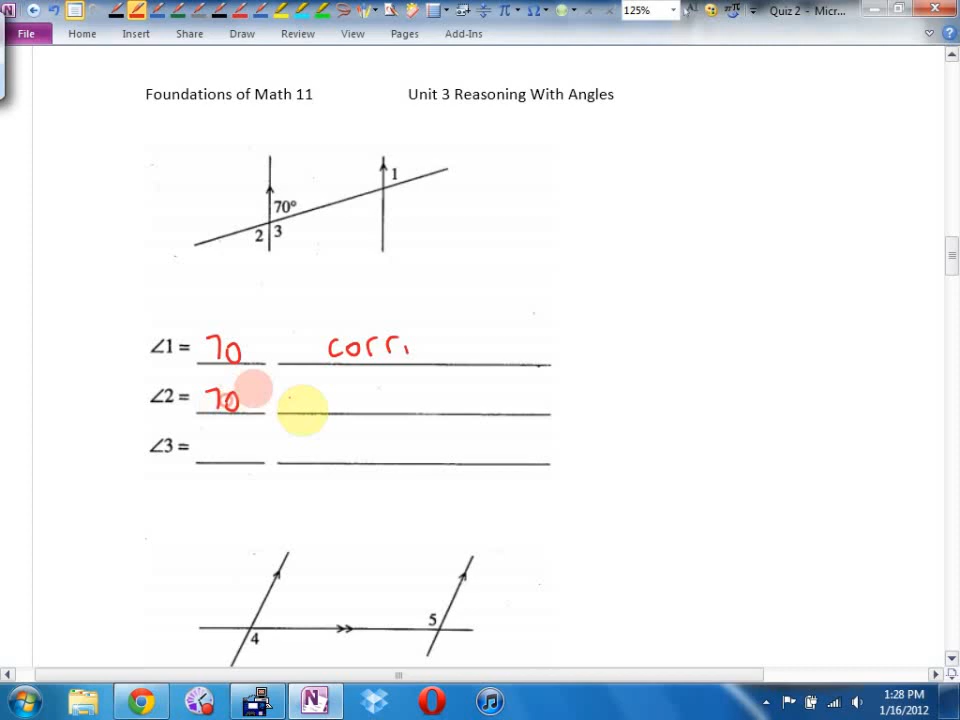 125% Quiz 2 - Micr...
File Home Insert Share Draw Review View Pages Add-Ins
Foundations of Math 11 Unit 3 Reasoning With Angles
1
70°
2 3
∠1 = 70 corr
∠2 = 70
∠3 =
5
4
1:28 PM
1/16/2012